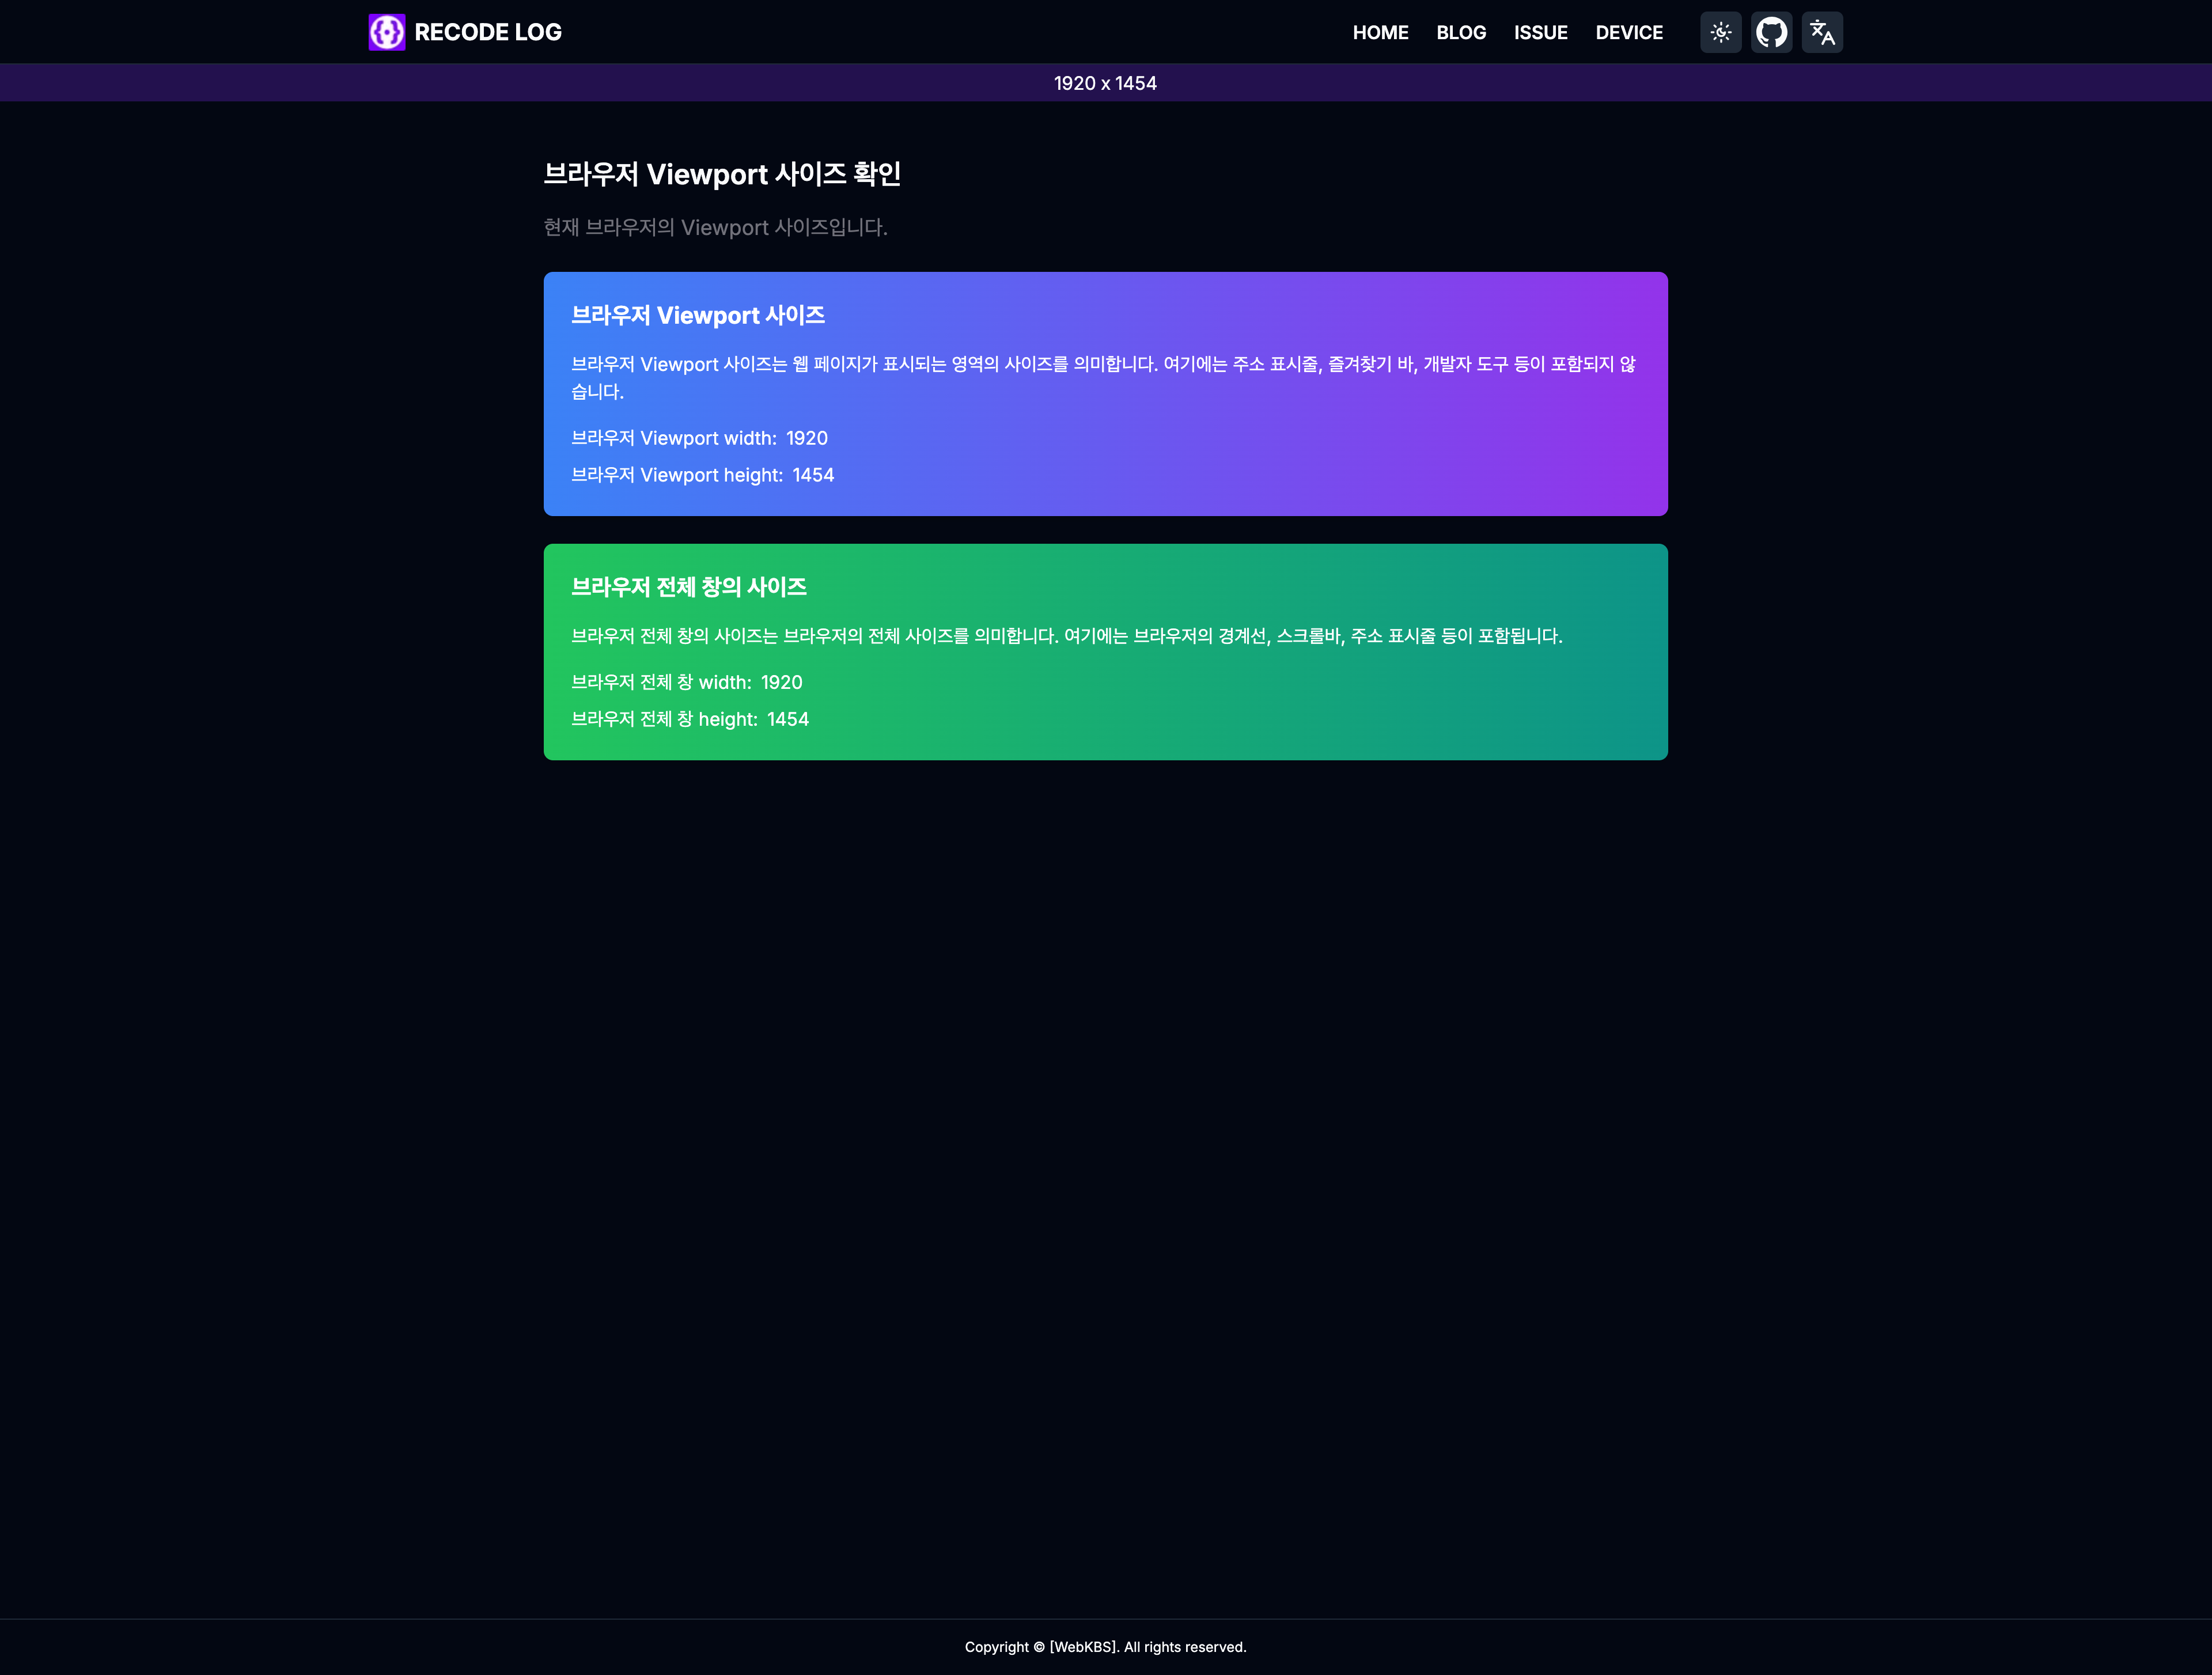 RECODE LOG
HOME BLOG ISSUE DEVICE
1920 x 1454
브라우저 Viewport 사이즈 확인
현재 브라우저의 Viewport 사이즈입니다.
브라우저 Viewport 사이즈
브라우저 Viewport 사이즈는 웹 페이지가 표시되는 영역의 사이즈를 의미합니다. 여기에는 주소 표시줄, 즐겨찾기 바, 개발자 도구 등이 포함되지 않
습니다.
브라우저 Viewport width: 1920
브라우저 Viewport height: 1454
브라우저 전체 창의 사이즈
브라우저 전체 창의 사이즈는 브라우저의 전체 사이즈를 의미합니다. 여기에는 브라우저의 경계선, 스크롤바, 주소 표시줄 등이 포함됩니다.
브라우저 전체 창 width: 1920
브라우저 전체 창 height: 1454
Copyright © [WebKBS]. All rights reserved.